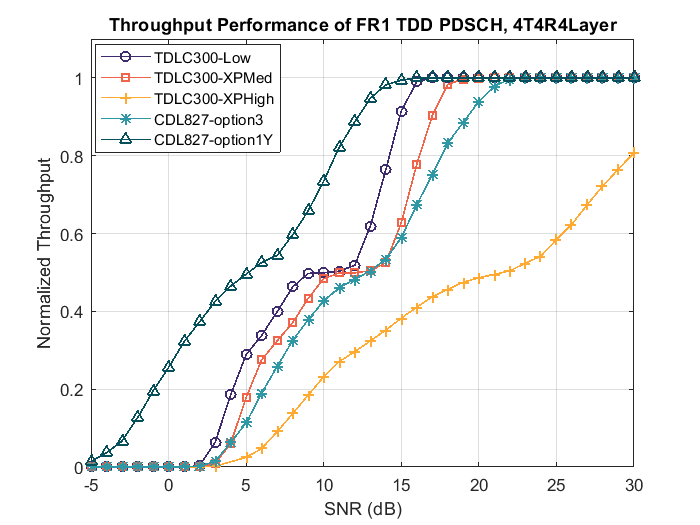 Throughput Performance of FR1 TDD PDSCH, 4T4R4Layer
TDLC300-Low
TDLC300-XPMed
TDLC300-XPHigh
CDL827-option3
CDL827-option1Y
Normalized Throughput
1
0.8
0.6
0.4
0.2
0
-5 0 5 10 15 20 25 30
SNR (dB)